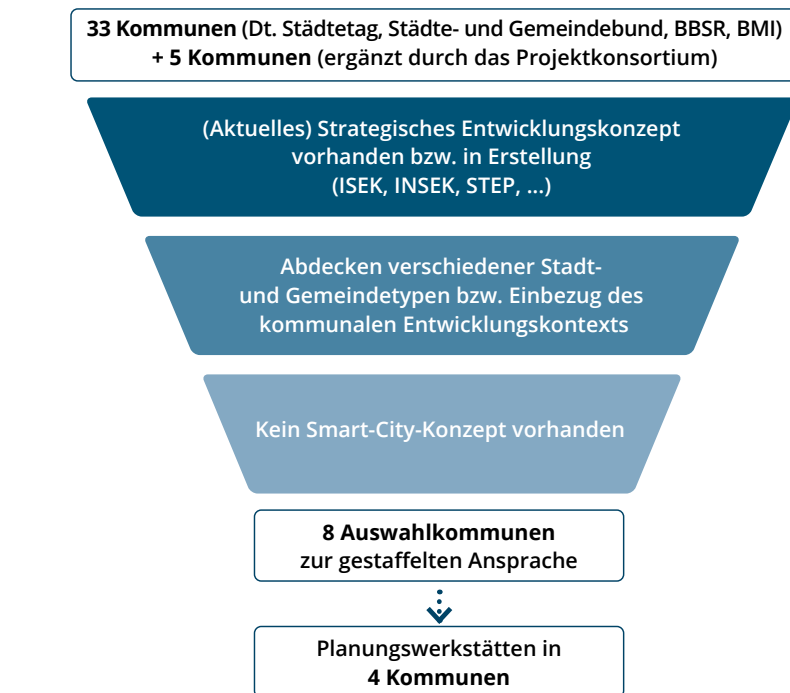 33 Kommunen (Dt. Städtetag, Städte- und Gemeindebund, BBSR, BMI)
+ 5 Kommunen (ergänzt durch das Projektkonsortium)
(Aktuelles) Strategisches Entwicklungskonzept
vorhanden bzw. in Erstellung
(ISEK, INSEK, STEP, ...)
Abdecken verschiedener Stadt-
und Gemeindetypen bzw. Einbezug des
kommunalen Entwicklungskontexts
Kein Smart-City-Konzept vorhanden
8 Auswahlkommunen
zur gestaffelten Ansprache
Planungswerkstätten in
4 Kommunen